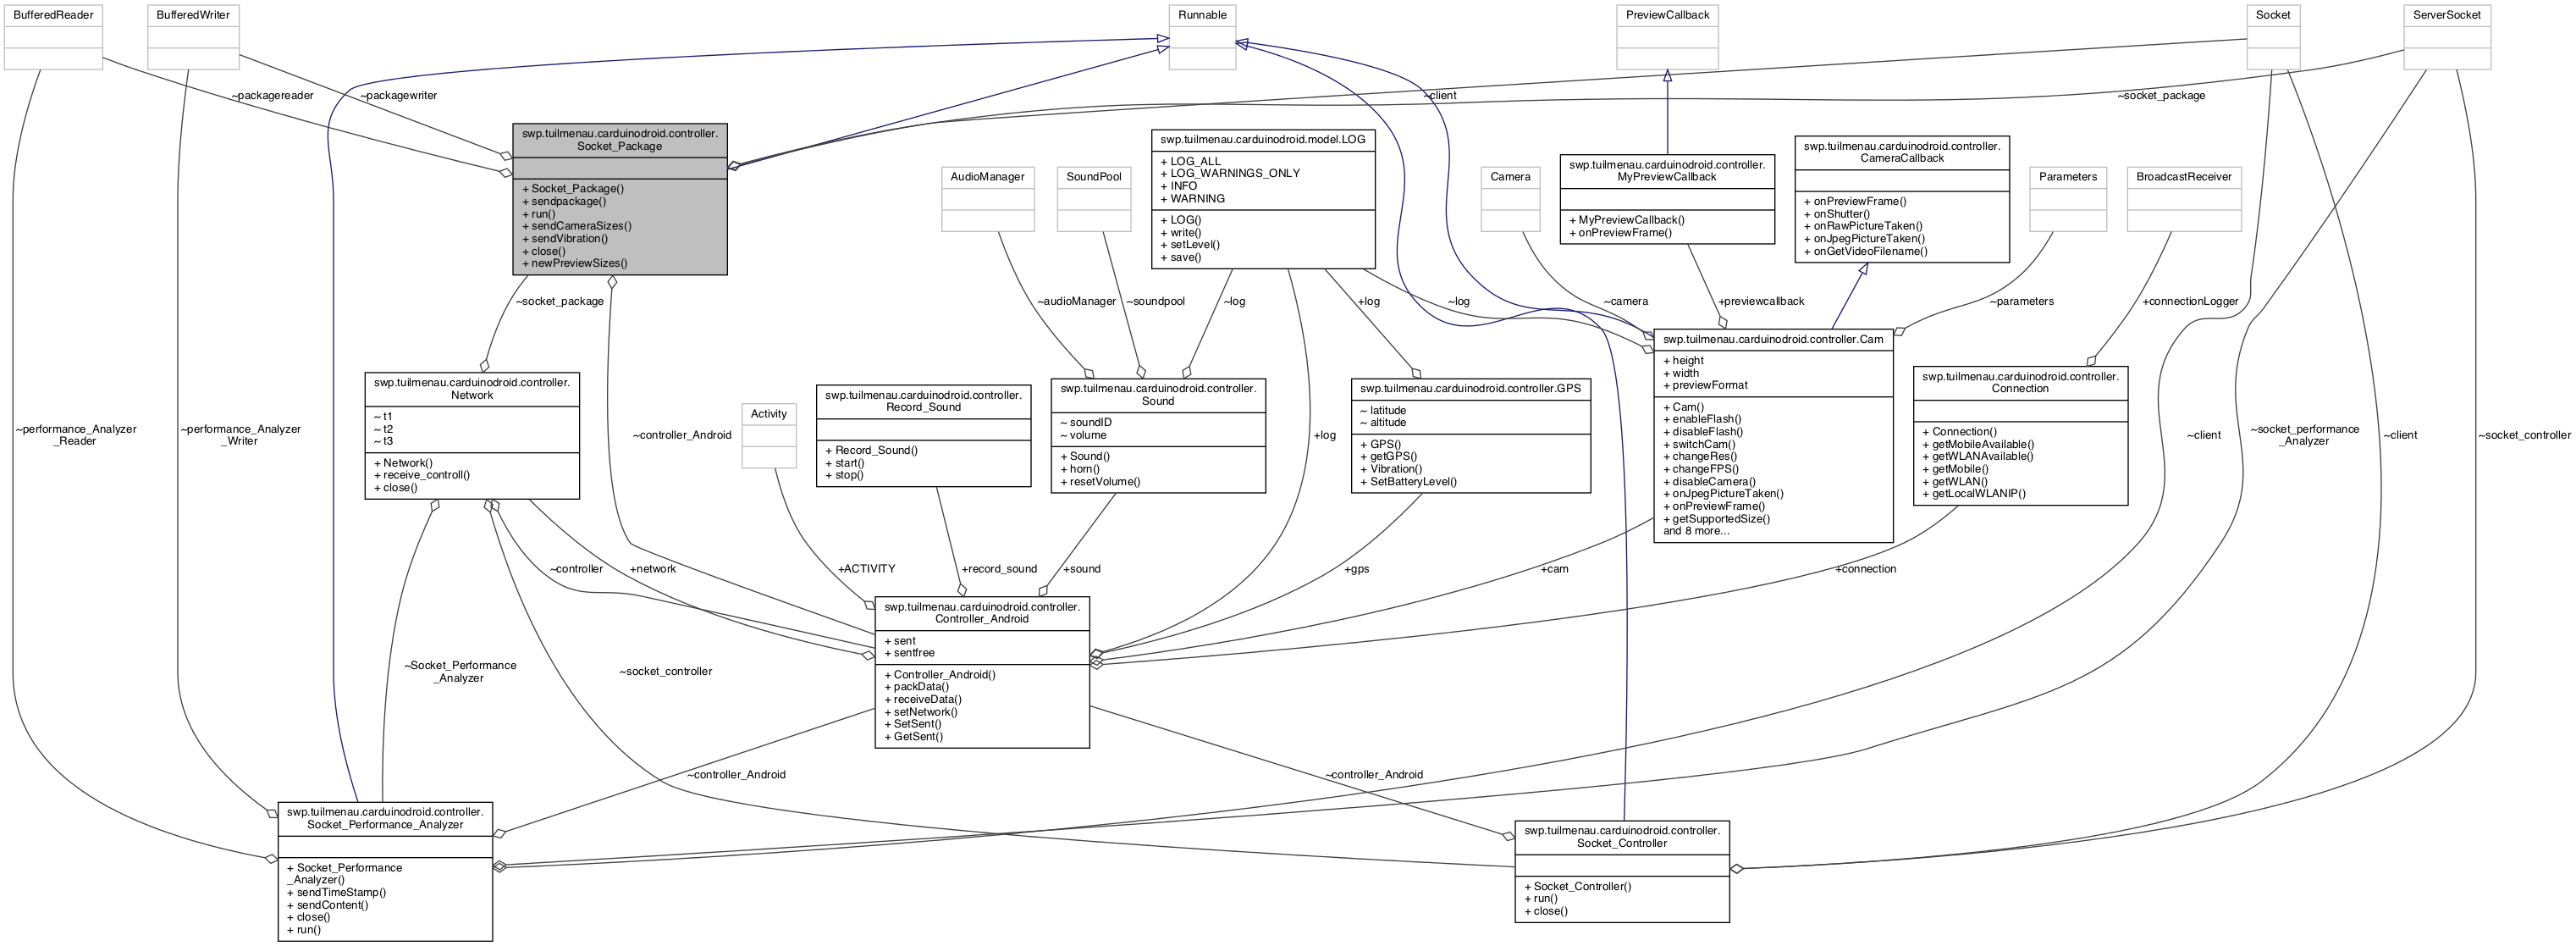 BufferedReader
BufferedWriter
Runnable
PreviewCallback
Socket
ServerSocket
~packagereader
~packagewriter
~client
~socket_package
swp.tuilmenau.carduinodroid.controller.
Socket_Package
+ Socket_Package()
+ sendpackage()
+ run()
+ sendCameraSizes()
+ sendVibration()
+ close()
+ newPreviewSizes()
AudioManager
SoundPool
swp.tuilmenau.carduinodroid.model.LOG
+ LOG_ALL
+ LOG_WARNINGS_ONLY
+ INFO
+ WARNING
+ LOG()
+ write()
+ setLevel()
+ save()
Camera
swp.tuilmenau.carduinodroid.controller.
MyPreviewCallback
+ MyPreviewCallback()
+ onPreviewFrame()
swp.tuilmenau.carduinodroid.controller.
CameraCallback
+ onPreviewFrame()
+ onShutter()
+ onRawPictureTaken()
+ onJpegPictureTaken()
+ onGetVideoFilename()
Parameters
BroadcastReceiver
~socket_package
~audioManager
~soundpool
~log
+log
~log
~camera
+previewcallback
~parameters
+connectionLogger
swp.tuilmenau.carduinodroid.controller.
Network
~ t1
~ t2
~ t3
+ Network()
+ receive_controll()
+ close()
Activity
swp.tuilmenau.carduinodroid.controller.
Record_Sound
+ Record_Sound()
+ start()
+ stop()
swp.tuilmenau.carduinodroid.controller.
Sound
~ soundID
~ volume
+ Sound()
+ horn()
+ resetVolume()
swp.tuilmenau.carduinodroid.controller.GPS
~ latitude
~ altitude
+ GPS()
+ getGPS()
+ Vibration()
+ SetBatteryLevel()
swp.tuilmenau.carduinodroid.controller.Cam
+ height
+ width
+ previewFormat
+ Cam()
+ enableFlash()
+ disableFlash()
+ switchCam()
+ changeRes()
+ changeFPS()
+ disableCamera()
+ onJpegPictureTaken()
+ onPreviewFrame()
+ getSupportedSize()
and 8 more...
swp.tuilmenau.carduinodroid.controller.
Connection
+ Connection()
+ getMobileAvailable()
+ getWLANAvailable()
+ getMobile()
+ getWLAN()
+ getLocalWLANIP()
~performance_Analyzer
_Reader
~performance_Analyzer
_Writer
~controller_Android
+log
~client
~socket_performance
_Analyzer
~client
~socket_controller
~controller
+network
+ACTIVITY
+record_sound
+sound
+gps
+cam
+connection
swp.tuilmenau.carduinodroid.controller.
Controller_Android
+ sent
+ sentfree
+ Controller_Android()
+ packData()
+ receiveData()
+ setNetwork()
+ SetSent()
+ GetSent()
~Socket_Performance
_Analyzer
~socket_controller
~controller_Android
~controller_Android
swp.tuilmenau.carduinodroid.controller.
Socket_Performance_Analyzer
+ Socket_Performance
_Analyzer()
+ sendTimeStamp()
+ sendContent()
+ close()
+ run()
swp.tuilmenau.carduinodroid.controller.
Socket_Controller
+ Socket_Controller()
+ run()
+ close()